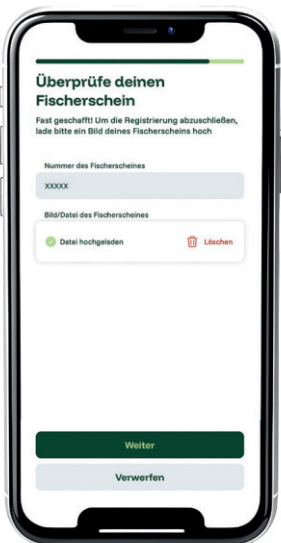 Überprüfe deinen
Fischerschein
Fast geschafft! Um die Registrierung abzuschließen,
lade bitte ein Bild deines Fischerscheins hoch
Nummer des Fischerscheines
XXXXX
Bild/Datei des Fischerscheines
Datei hochgeladen Löschen
Weiter
Verwerfen